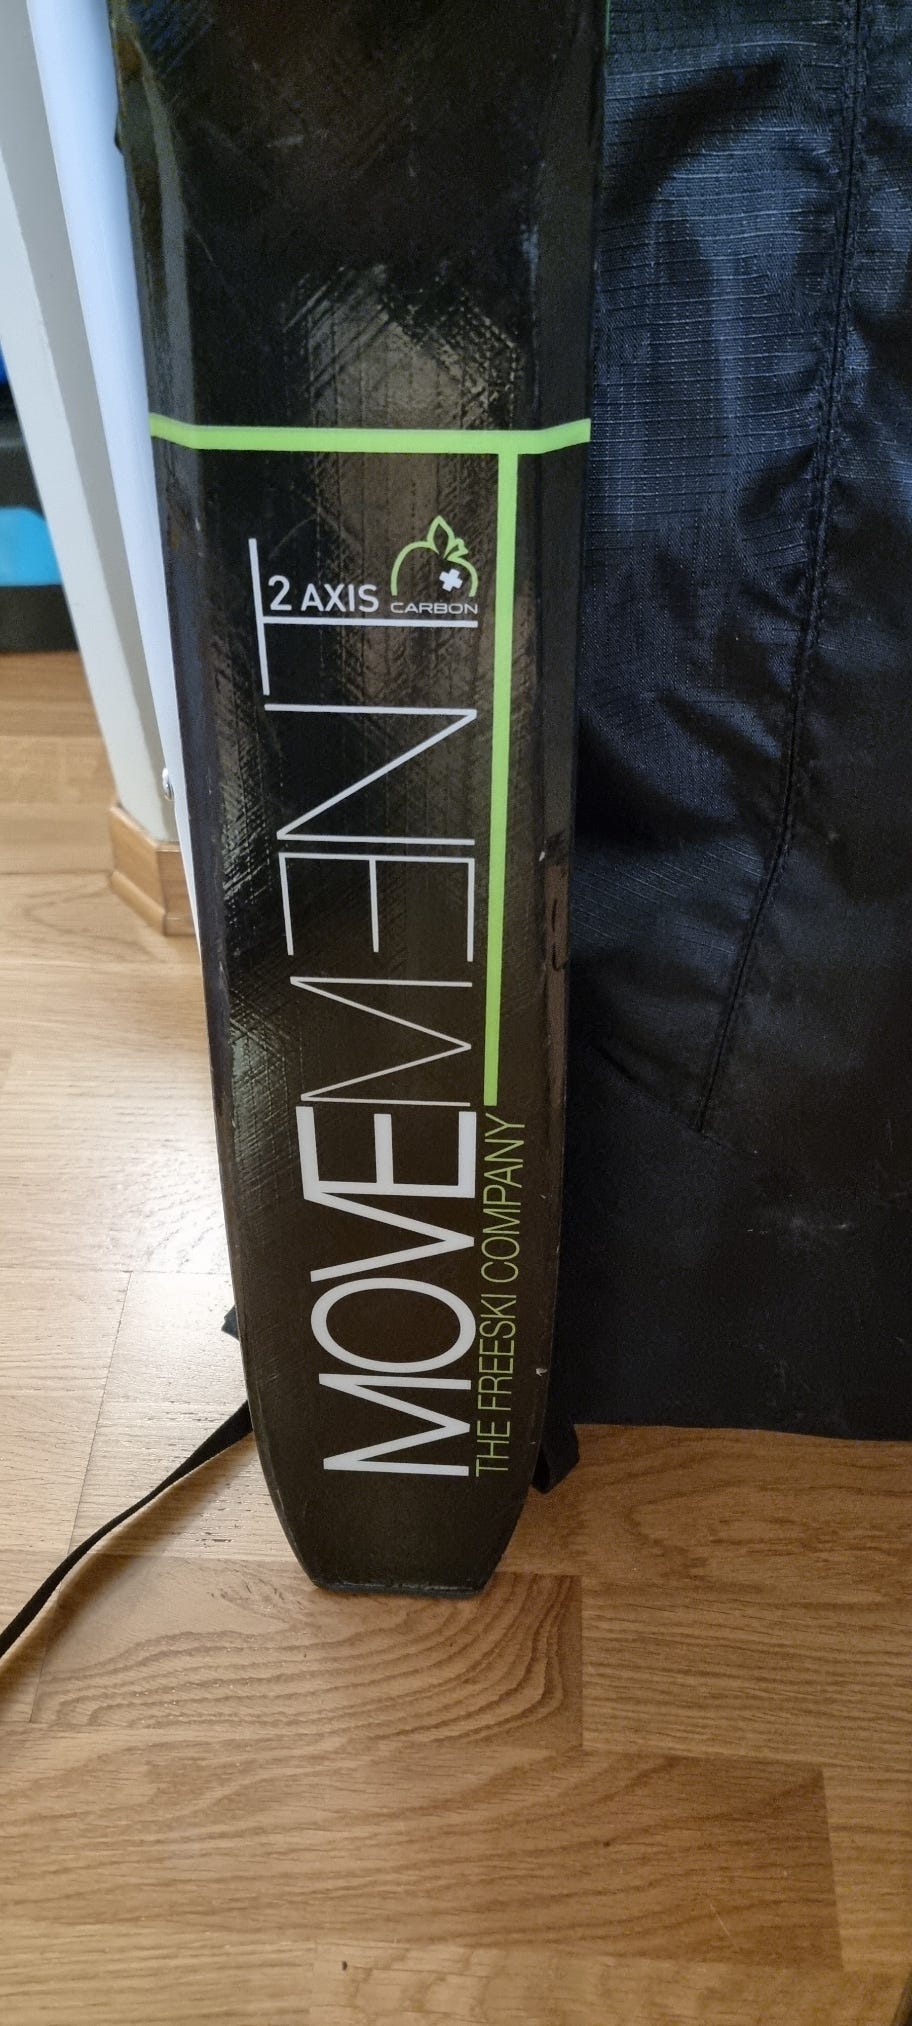 2 AXIS
CARBON
MOVEMENT
THE FREESKI COMPANY